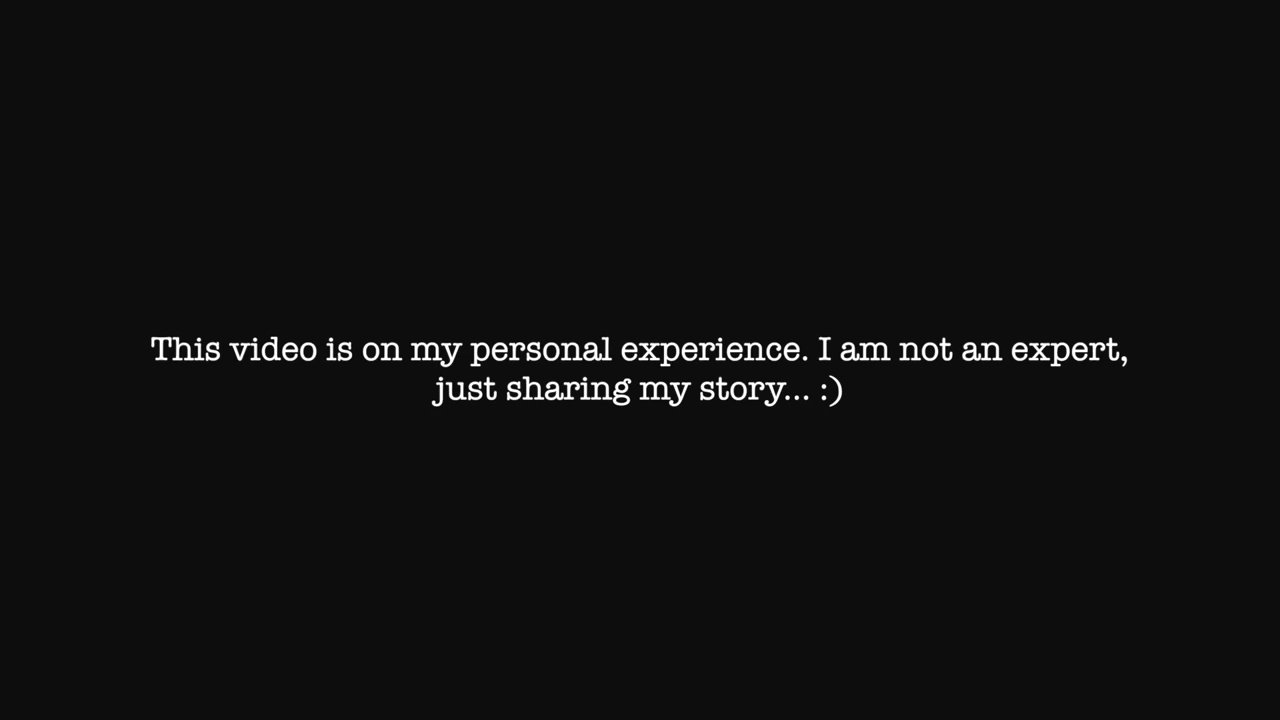 This video is on my personal experience. I am not an expert,
just sharing my story... :)